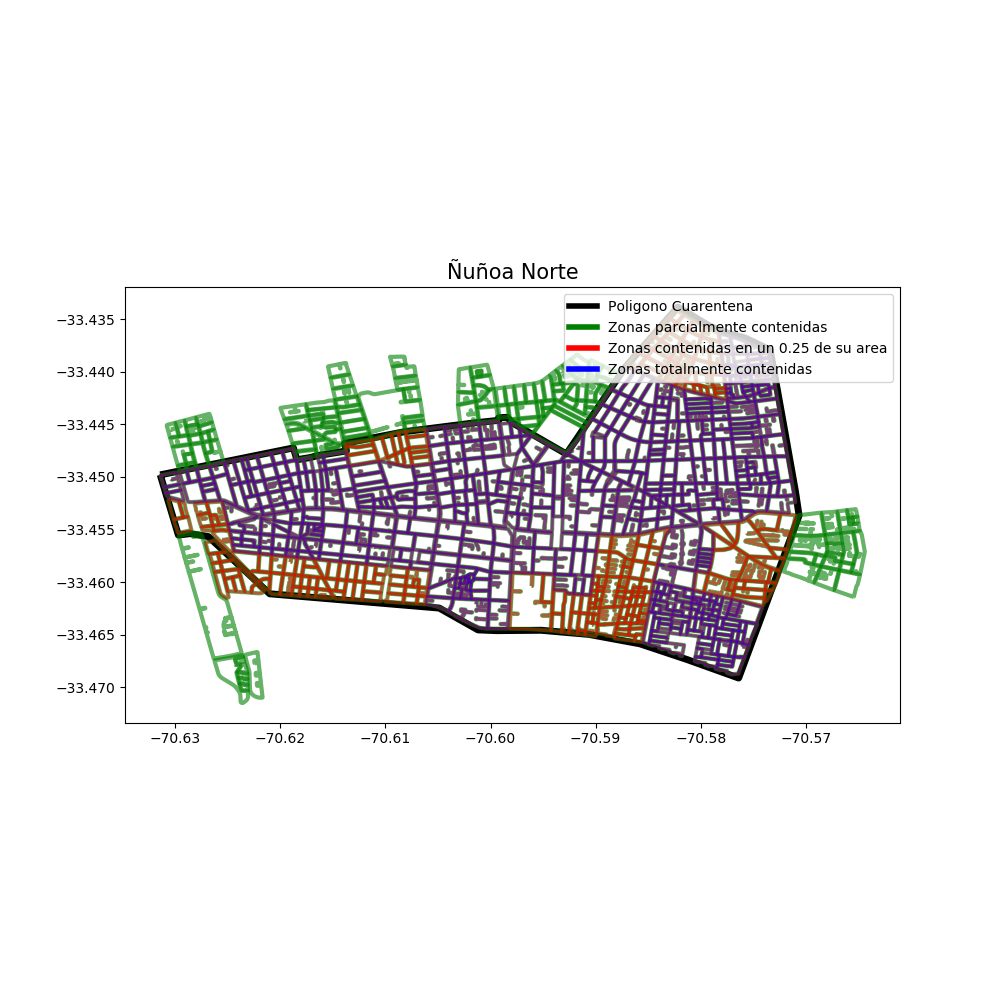 Ñuñoa Norte
Poligono Cuarentena
Zonas parcialmente contenidas
Zonas contenidas en un 0.25 de su area
Zonas totalmente contenidas
−33.435
−33.440
−33.445
−33.450
−33.455
−33.460
−33.465
−33.470
−70.63 −70.62 −70.61 −70.60 −70.59 −70.58 −70.57